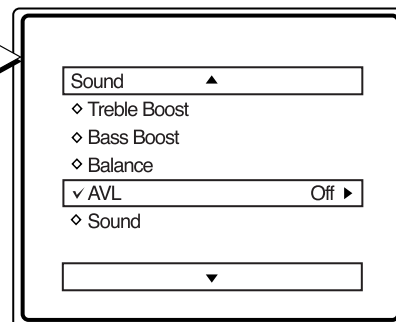 Sound ▲
◇ Treble Boost
◇ Bass Boost
◇ Balance
✓ AVL Off ▶
◇ Sound
▼